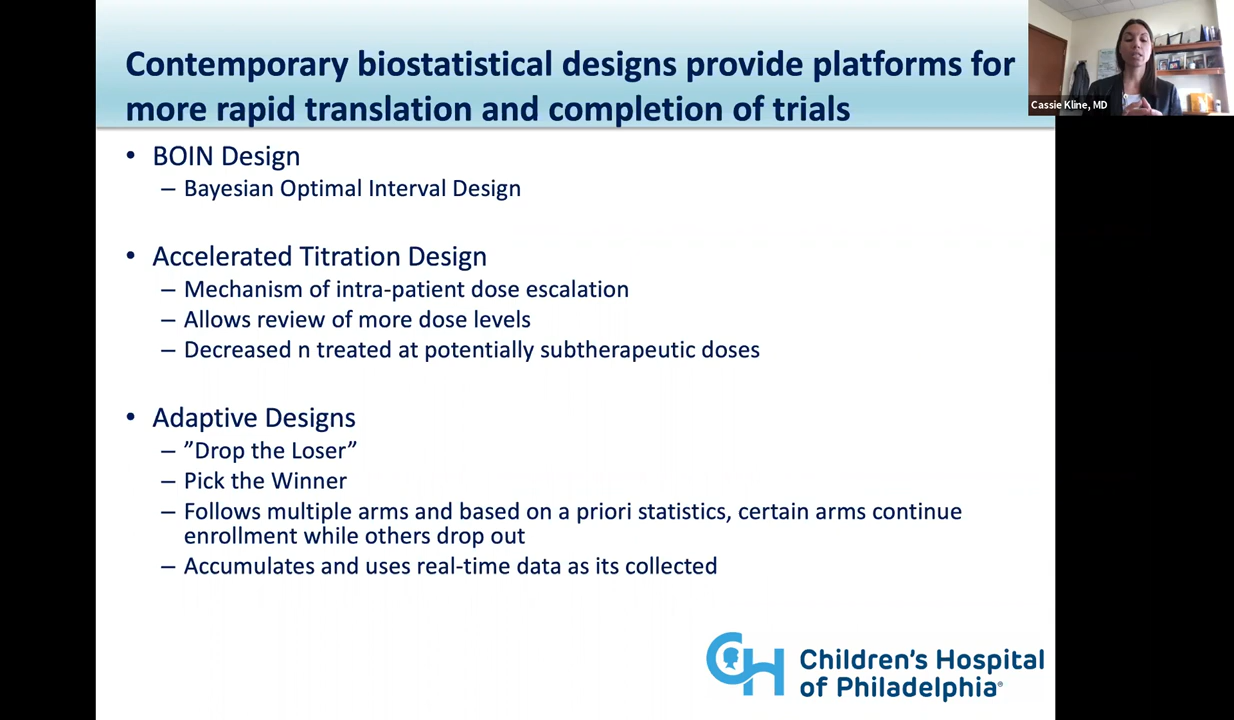 Contemporary biostatistical designs provide platforms for
more rapid translation and completion of trials
Cassie Kline, MD
• BOIN Design
– Bayesian Optimal Interval Design
• Accelerated Titration Design
– Mechanism of intra-patient dose escalation
– Allows review of more dose levels
– Decreased n treated at potentially subtherapeutic doses
• Adaptive Designs
– ”Drop the Loser”
– Pick the Winner
– Follows multiple arms and based on a priori statistics, certain arms continue
enrollment while others drop out
– Accumulates and uses real-time data as its collected
CH Children's Hospital
of Philadelphia®